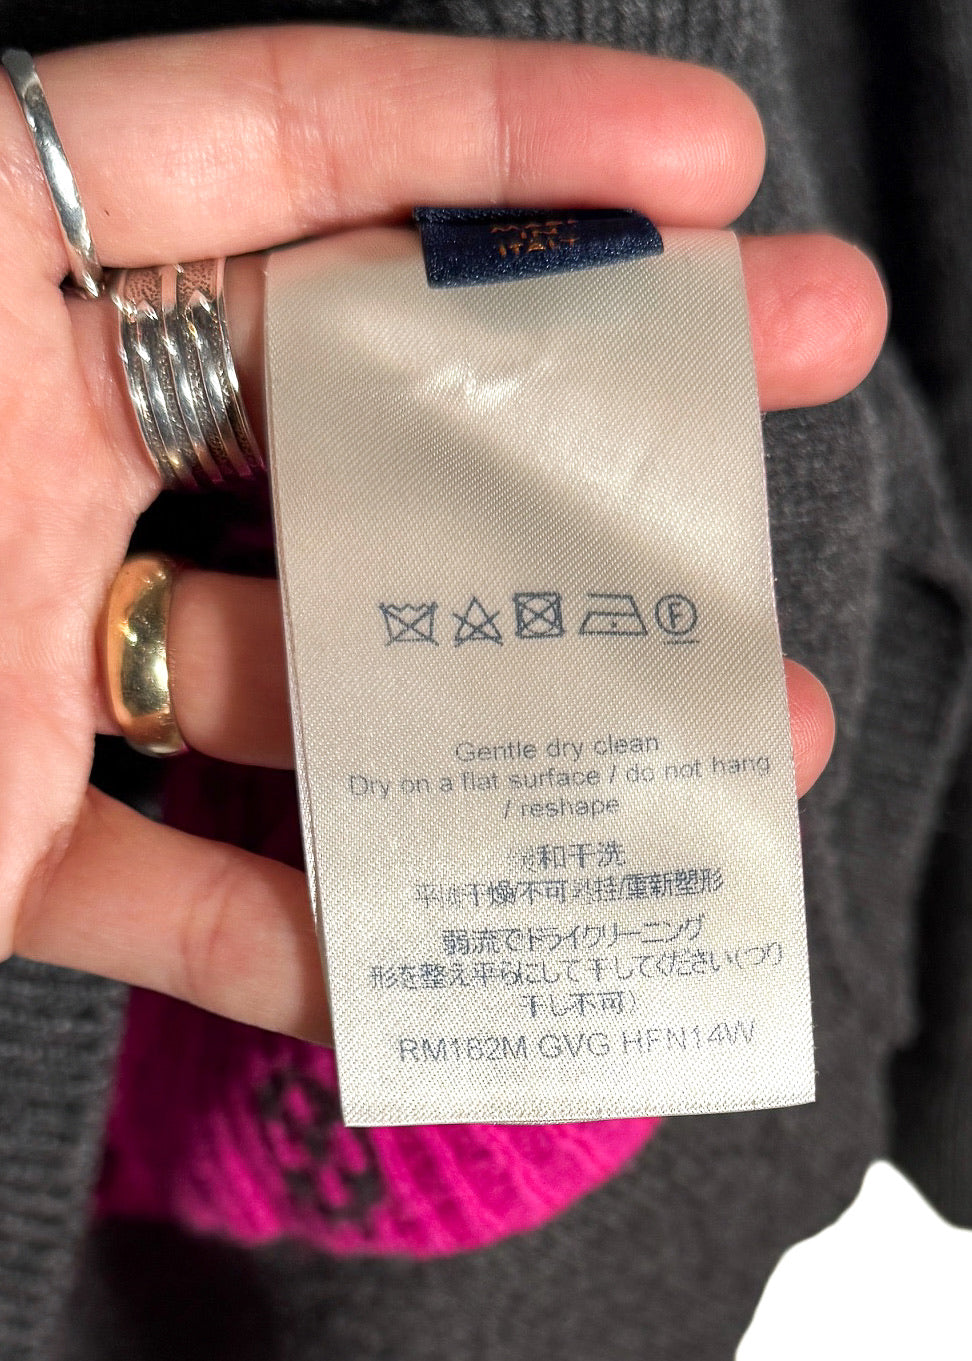 MADE IN
ITALY
F
Gentle dry clean
Dry on a flat surface / do not hang
/ reshape
和干洗
平 干燥/不可 挂/重新塑形
弱流でドライクリーニング
形を整え平らにして干してください(つり
干し不可)
RM182M GVG HFN14W